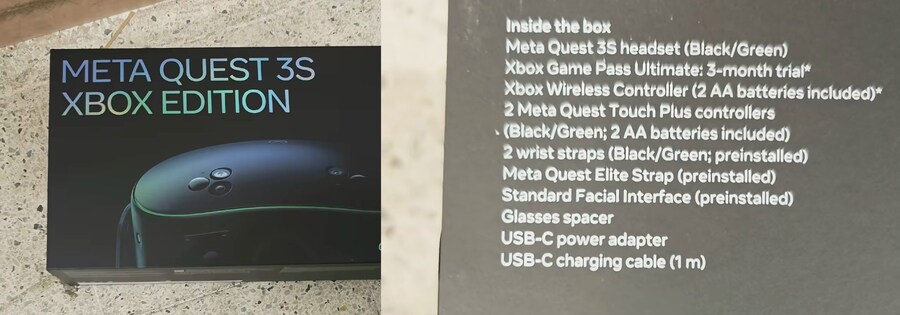 META QUEST 3S
XBOX EDITION
Inside the box
Meta Quest 3S headset (Black/Green)
Xbox Game Pass Ultimate: 3-month trial*
Xbox Wireless Controller (2 AA batteries included)*
2 Meta Quest Touch Plus controllers
(Black/Green; 2 AA batteries included)
2 wrist straps (Black/Green; preinstalled)
Meta Quest Elite Strap (preinstalled)
Standard Facial Interface (preinstalled)
Glasses spacer
USB-C power adapter
USB-C charging cable (1 m)